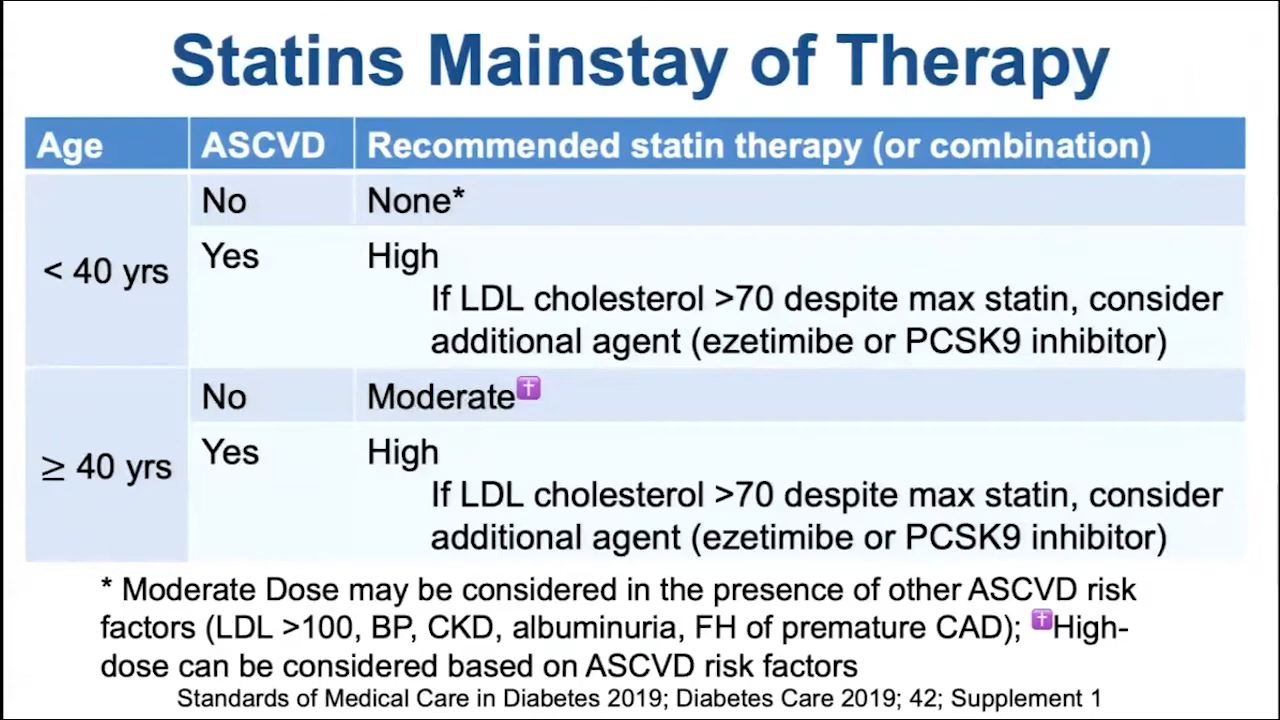 Statins Mainstay of Therapy
Age ASCVD Recommended statin therapy (or combination)
< 40 yrs
No None*
Yes High
If LDL cholesterol >70 despite max statin, consider
additional agent (ezetimibe or PCSK9 inhibitor)
≥ 40 yrs
No Moderate✝️
Yes High
If LDL cholesterol >70 despite max statin, consider
additional agent (ezetimibe or PCSK9 inhibitor)
* Moderate Dose may be considered in the presence of other ASCVD risk
factors (LDL >100, BP, CKD, albuminuria, FH of premature CAD); ✝️High-
dose can be considered based on ASCVD risk factors
Standards of Medical Care in Diabetes 2019; Diabetes Care 2019; 42; Supplement 1